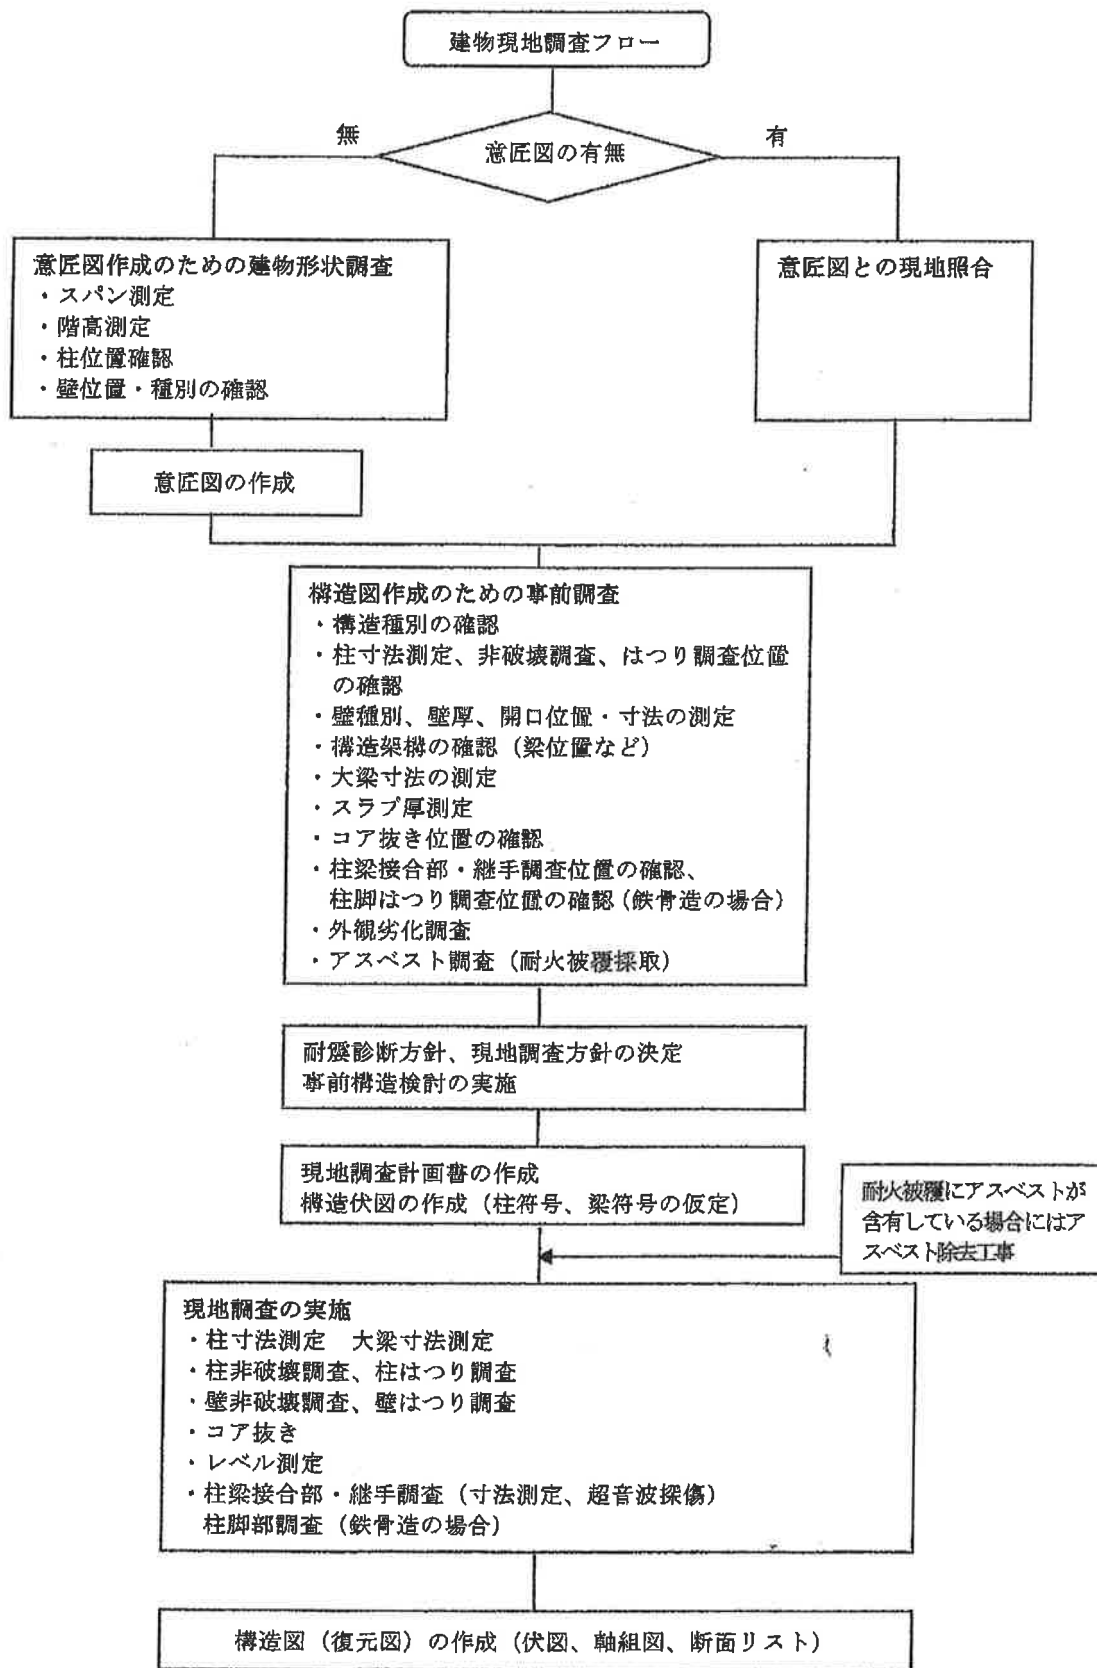 建物現地調査フロー
意匠図の有無
無
有
意匠図作成のための建物形状調査
・スパン測定
・階高測定
・柱位置確認
・壁位置・種別の確認
意匠図との現地照合
意匠図の作成
構造図作成のための事前調査
・構造種別の確認
・柱寸法測定、非破壊調査、はつり調査位置
の確認
・壁種別、壁厚、開口位置・寸法の測定
・構造架構の確認（梁位置など）
・大梁寸法の測定
・スラブ厚測定
・コア抜き位置の確認
・柱梁接合部・継手調査位置の確認、
柱脚はつり調査位置の確認（鉄骨造の場合）
・外観劣化調査
・アスベスト調査（耐火被覆採取）
耐震診断方針、現地調査方針の決定
事前構造検討の実施
現地調査計画書の作成
構造伏図の作成（柱符号、梁符号の仮定）
耐火被覆にアスベストが
含有している場合にはア
スベスト除去工事
現地調査の実施
・柱寸法測定　大梁寸法測定
・柱非破壊調査、柱はつり調査
・壁非破壊調査、壁はつり調査
・コア抜き
・レベル測定
・柱梁接合部・継手調査（寸法測定、超音波探傷）
柱脚部調査（鉄骨造の場合）
構造図（復元図）の作成（伏図、軸組図、断面リスト）